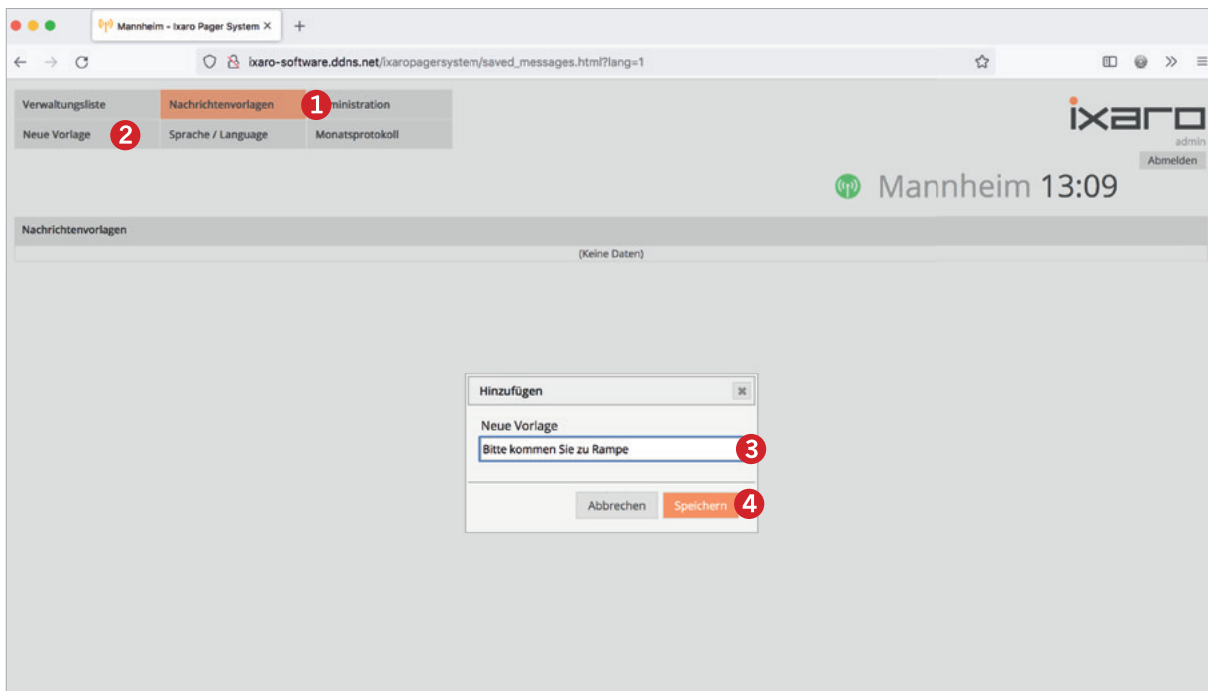 Mannheim - Ixaro Pager System
ixaro-software.ddns.net/ixaropagersystem/saved_messages.html?lang=1
Verwaltungsliste Nachrichtenvorlagen 1 ministration
Neue Vorlage 2 Sprache / Language Monatsprotokoll
ixaro
admin
Abmelden
Mannheim 13:09
Nachrichtenvorlagen
(Keine Daten)
Hinzufügen
Neue Vorlage
Bitte kommen Sie zu Rampe 3
Abbrechen Speichern 4